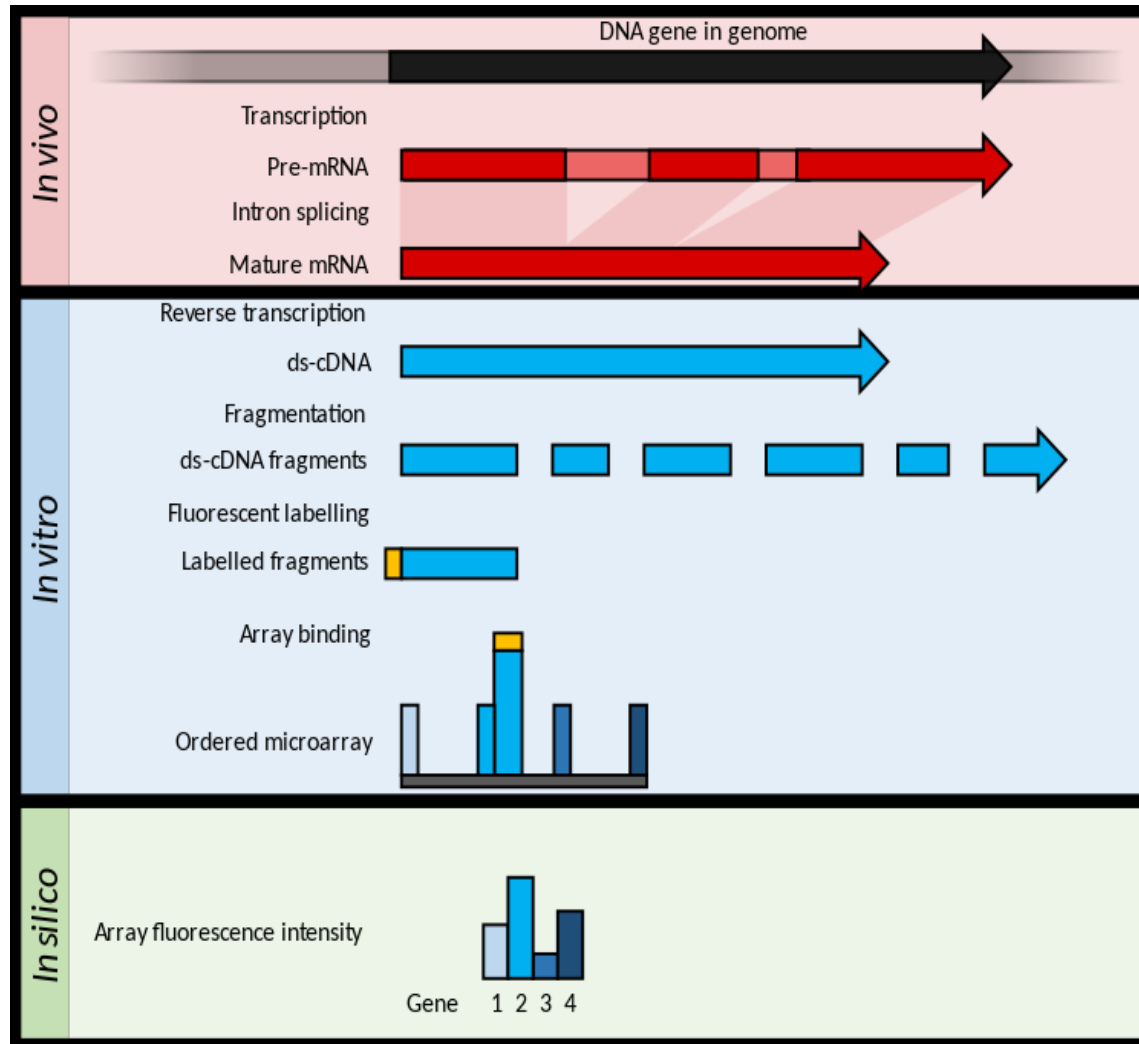 In vivo
DNA gene in genome
Transcription
Pre-mRNA
Intron splicing
Mature mRNA
In vitro
Reverse transcription
ds-cDNA
Fragmentation
ds-cDNA fragments
Fluorescent labelling
Labelled fragments
Array binding
Ordered microarray
In silico
Array fluorescence intensity
Gene 1 2 3 4